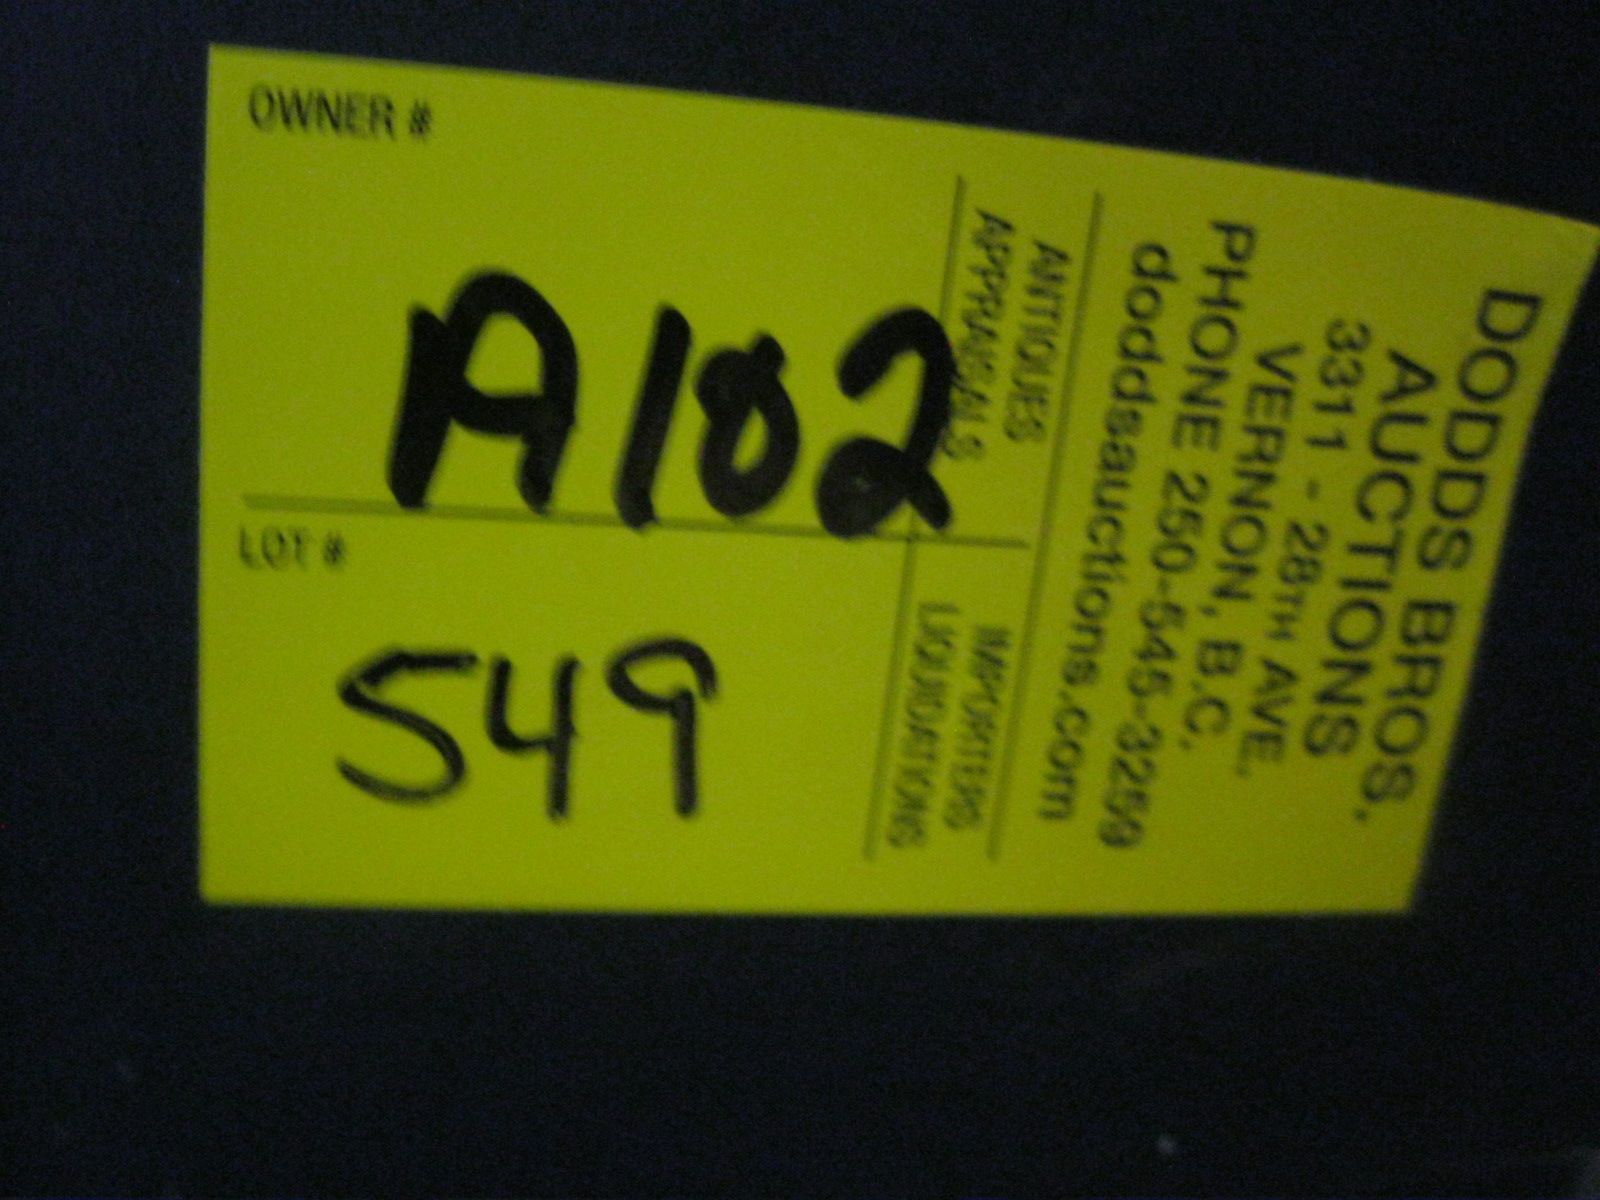 OWNER #
A102
LOT #
549
DODDS BROS.
AUCTIONS
3311 - 28TH AVE.
VERNON, B.C.
PHONE 250-545-3259
doddsauctions.com
ANTIQUES
APPRAISALS
IMPORTERS
LIQUIDATIONS